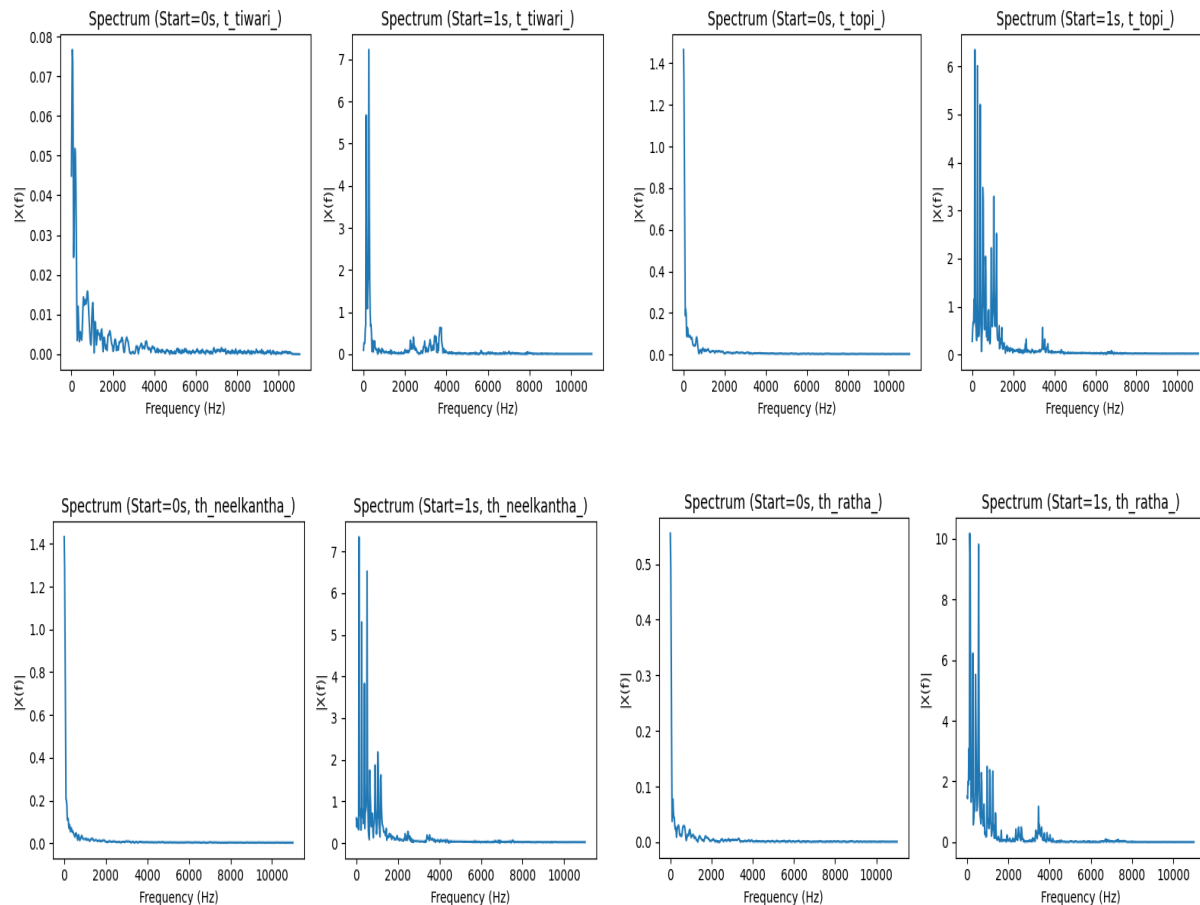 Spectrum (Start=0s, t_tiwari_)
|X(f)|
0.08
0.07
0.06
0.05
0.04
0.03
0.02
0.01
0.00
0 2000 4000 6000 8000 10000
Frequency (Hz)
Spectrum (Start=1s, t_tiwari_)
|X(f)|
7
6
5
4
3
2
1
0
0 2000 4000 6000 8000 10000
Frequency (Hz)
Spectrum (Start=0s, t_topi_)
|X(f)|
1.4
1.2
1.0
0.8
0.6
0.4
0.2
0.0
0 2000 4000 6000 8000 10000
Frequency (Hz)
Spectrum (Start=1s, t_topi_)
|X(f)|
6
5
4
3
2
1
0
0 2000 4000 6000 8000 10000
Frequency (Hz)
Spectrum (Start=0s, th_neelkantha_)
|X(f)|
1.4
1.2
1.0
0.8
0.6
0.4
0.2
0.0
0 2000 4000 6000 8000 10000
Frequency (Hz)
Spectrum (Start=1s, th_neelkantha_)
|X(f)|
7
6
5
4
3
2
1
0
0 2000 4000 6000 8000 10000
Frequency (Hz)
Spectrum (Start=0s, th_ratha_)
|X(f)|
0.5
0.4
0.3
0.2
0.1
0.0
0 2000 4000 6000 8000 10000
Frequency (Hz)
Spectrum (Start=1s, th_ratha_)
|X(f)|
10
8
6
4
2
0
0 2000 4000 6000 8000 10000
Frequency (Hz)